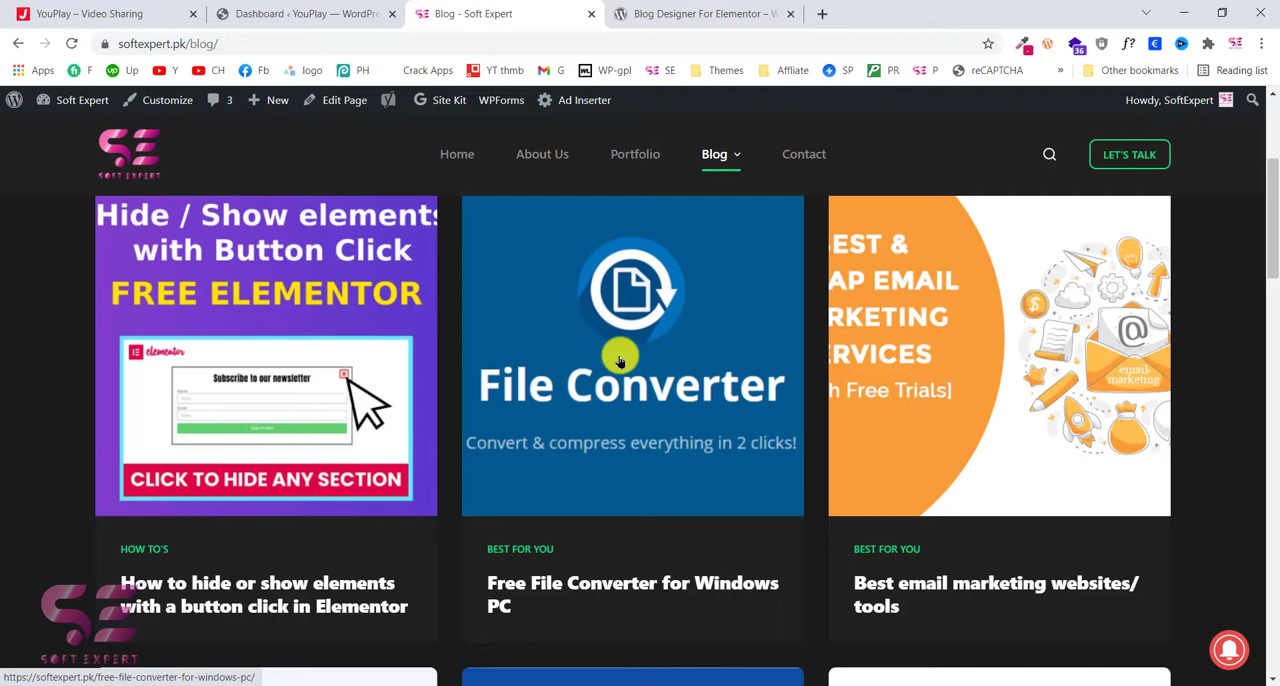 YouPlay – Video Sharing
Dashboard ‹ YouPlay — WordPre
Blog - Soft Expert
Blog Designer For Elementor – W
softexpert.pk/blog/
36
Apps
F
Up
Y
CH
Fb
logo
PH
Crack Apps
YT thmb
G
WP-gpl
SE
Themes
Affliate
SP
PR
P
reCAPTCHA
»
Other bookmarks
Reading list
Soft Expert
Customize
3
New
Edit Page
Site Kit
WPForms
Ad Inserter
Howdy, SoftExpert
SE
SOFT EXPERT
Home
About Us
Portfolio
Blog
Contact
LET'S TALK
Hide / Show elements
with Button Click
FREE ELEMENTOR
elementor
Subscribe to our newsletter
CLICK TO HIDE ANY SECTION
File Converter
Convert & compress everything in 2 clicks!
EST &
AP EMAIL
RKETING
ERVICES
h Free Trials]
@
email
marketing
HOW TO'S
How to hide or show elements
with a button click in Elementor
BEST FOR YOU
Free File Converter for Windows
PC
BEST FOR YOU
Best email marketing websites/
tools
SE
SOFT EXPERT
https://softexpert.pk/free-file-converter-for-windows-pc/